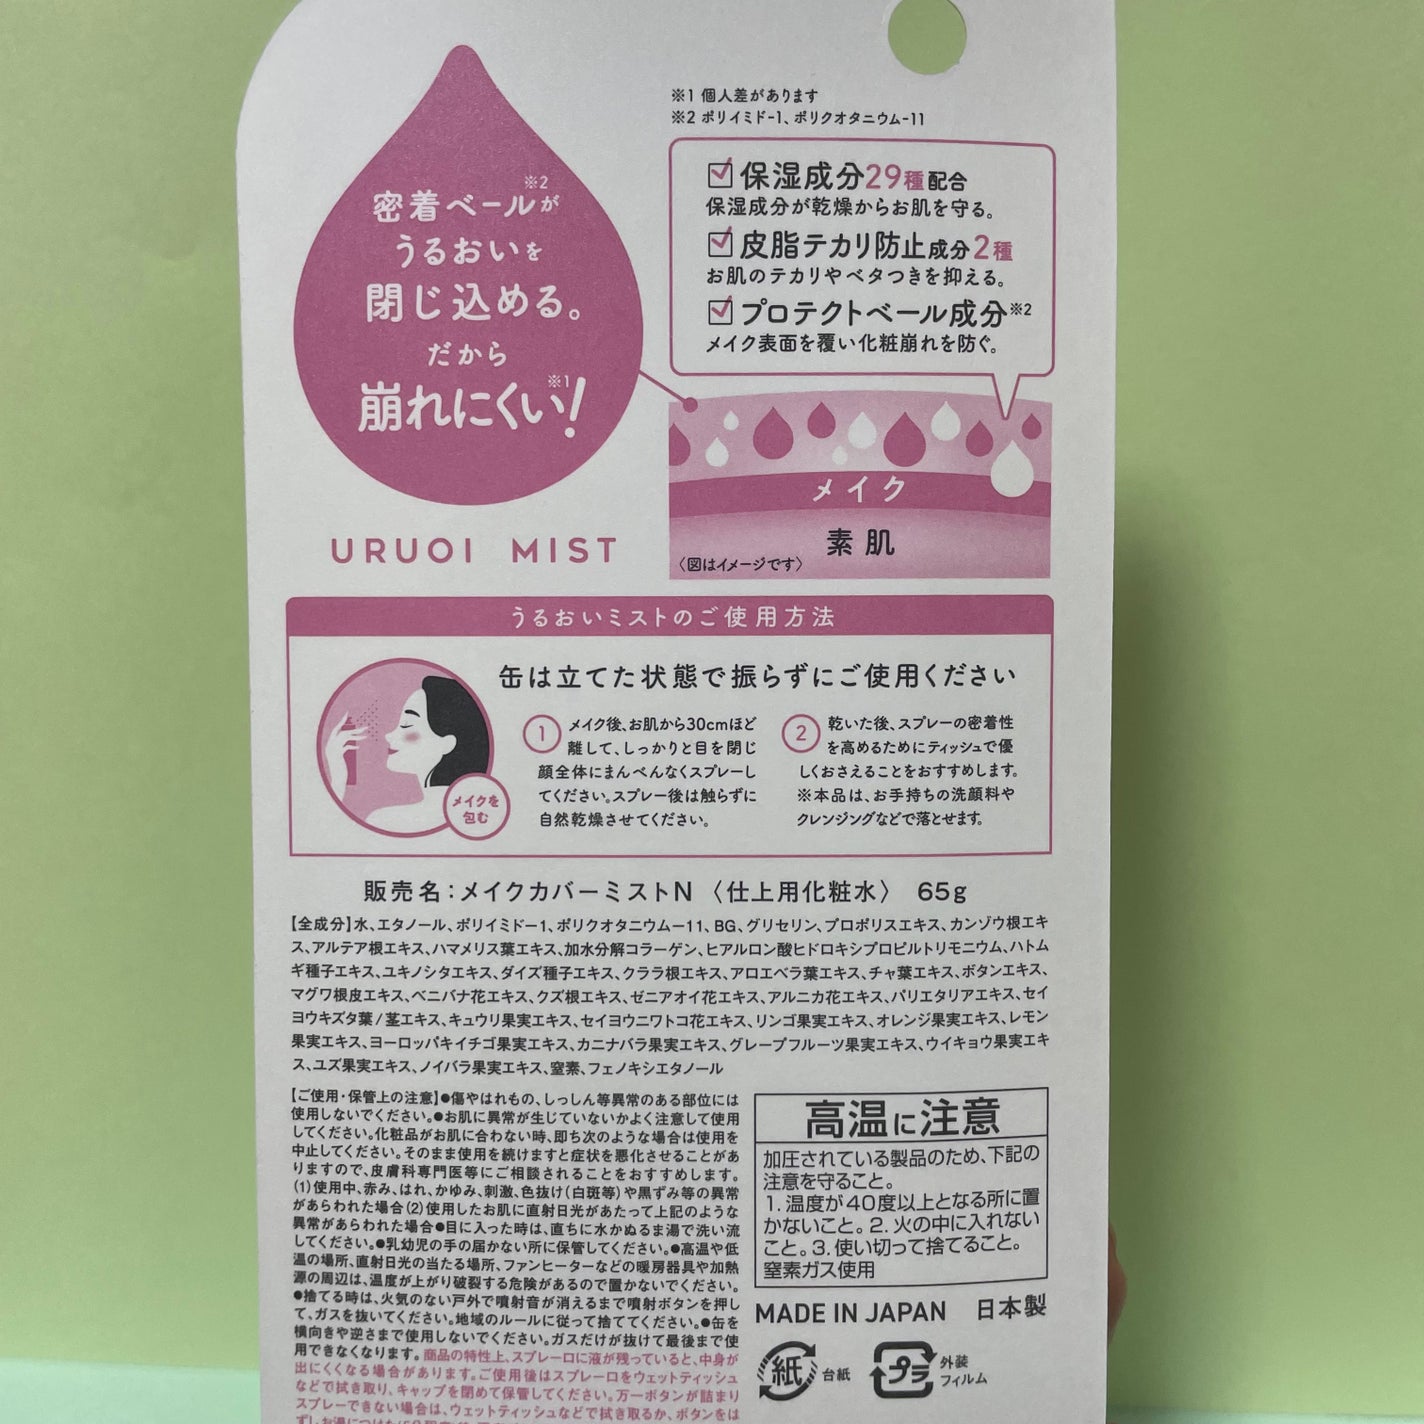 密着ベール※2が
うるおいを
閉じ込める。
だから
崩れにくい※1!
URUOI MIST
※1 個人差があります
※2 ポリイミド-1、ポリクオタニウム-11
保湿成分29種配合
保湿成分が乾燥からお肌を守る。
皮脂テカリ防止成分2種
お肌のテカリやベタつきを抑える。
プロテクトベール成分※2
メイク表面を覆い化粧崩れを防ぐ。
メイク
素肌
〈図はイメージです〉
うるおいミストのご使用方法
缶は立てた状態で振らずにご使用ください
メイクを
包む
1 メイク後、お肌から30cmほど
離して、しっかりと目を閉じ
顔全体にまんべんなくスプレーし
てください。スプレー後は触らずに
自然乾燥させてください。
2 乾いた後、スプレーの密着性
を高めるためにティッシュで優
しくおさえることをおすすめします。
※本品は、お手持ちの洗顔料や
クレンジングなどで落とせます。
販売名:メイクカバーミストN 〈仕上用化粧水〉 65g
【全成分】水、エタノール、ポリイミドー1、ポリクオタニウムー11、BG、グリセリン、プロポリスエキス、カンゾウ根エキ
ス、アルテア根エキス、ハマメリス葉エキス、加水分解コラーゲン、ヒアルロン酸ヒドロキシプロピルトリモニウム、ハトム
ギ種子エキス、ユキノシタエキス、ダイズ種子エキス、クララ根エキス、アロエベラ葉エキス、チャ葉エキス、ボタンエキス、
マグワ根皮エキス、ベニバナ花エキス、クズ根エキス、ゼニアオイ花エキス、アルニカ花エキス、パリエタリアエキス、セイ
ヨウキズタ葉/茎エキス、キュウリ果実エキス、セイヨウニワトコ花エキス、リンゴ果実エキス、オレンジ果実エキス、レモン
果実エキス、ヨーロッパキイチゴ果実エキス、カニナバラ果実エキス、グレープフルーツ果実エキス、ウイキョウ果実エキ
ス、ユズ果実エキス、ノイバラ果実エキス、窒素、フェノキシエタノール
【ご使用・保管上の注意】●傷やはれもの、しっしん等異常のある部位には
使用しないでください。●お肌に異常が生じていないかよく注意して使用
してください。化粧品がお肌に合わない時、即ち次のような場合は使用を
中止してください。そのまま使用を続けますと症状を悪化させることがあ
りますので、皮膚科専門医等にご相談されることをおすすめします。
(1)使用中、赤み、はれ、かゆみ、刺激、色抜け(白斑等)や黒ずみ等の異常
があらわれた場合(2)使用したお肌に直射日光があたって上記のような
異常があらわれた場合●目に入った時は、直ちに水かぬるま湯で洗い流
してください。●乳幼児の手の届かない所に保管してください。●高温や低
温の場所、直射日光の当たる場所、ファンヒーターなどの暖房器具や加熱
源の周辺は、温度が上がり破裂する危険があるので置かないでください。
●捨てる時は、火気のない戸外で噴射音が消えるまで噴射ボタンを押し
て、ガスを抜いてください。地域のルールに従って捨ててください。●缶を
横向きや逆さまで使用しないでください。ガスだけが抜けて最後まで使
用できなくなります。商品の特性上、スプレー口に液が残っていると、中身が
出にくくなる場合があります。ご使用後はスプレー口をウェットティッシュ
などで拭き取り、キャップを閉めて保管してください。万一ボタンが詰まり
スプレーできない場合は、ウェットティッシュなどで拭き取るか、ボタンをは
高温に注意
加圧されている製品のため、下記の
注意を守ること。
1. 温度が40度以上となる所に置
かないこと。2. 火の中に入れない
こと。3. 使い切って捨てること。
窒素ガス使用
MADE IN JAPAN 日本製
紙 台紙
プラ 外装
フィルム